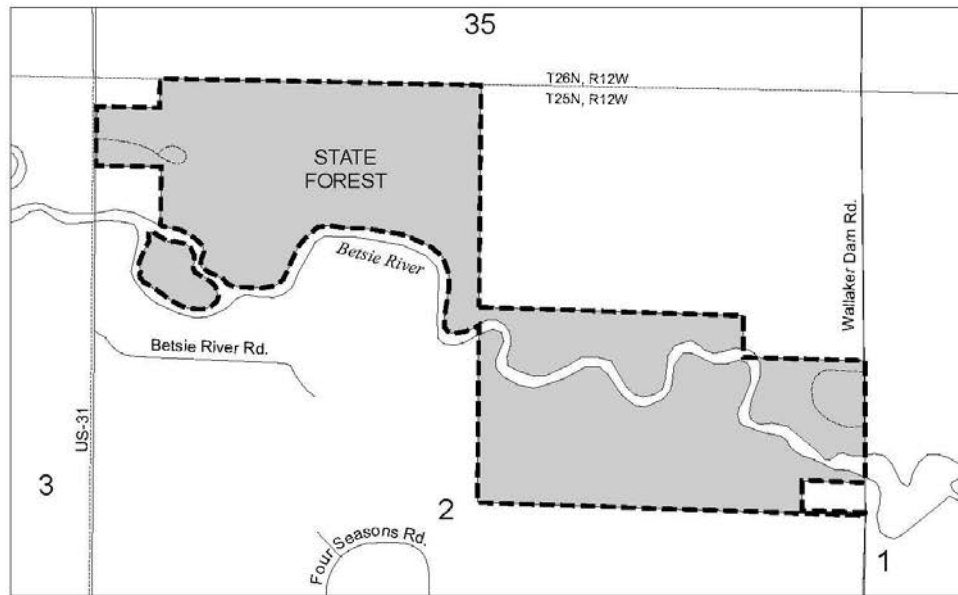 35
T26N, R12W
T25N, R12W
STATE
FOREST
Wallaker Dam Rd.
Betsie River
Betsie River Rd.
US-31
3
2
Four Seasons Rd.
1